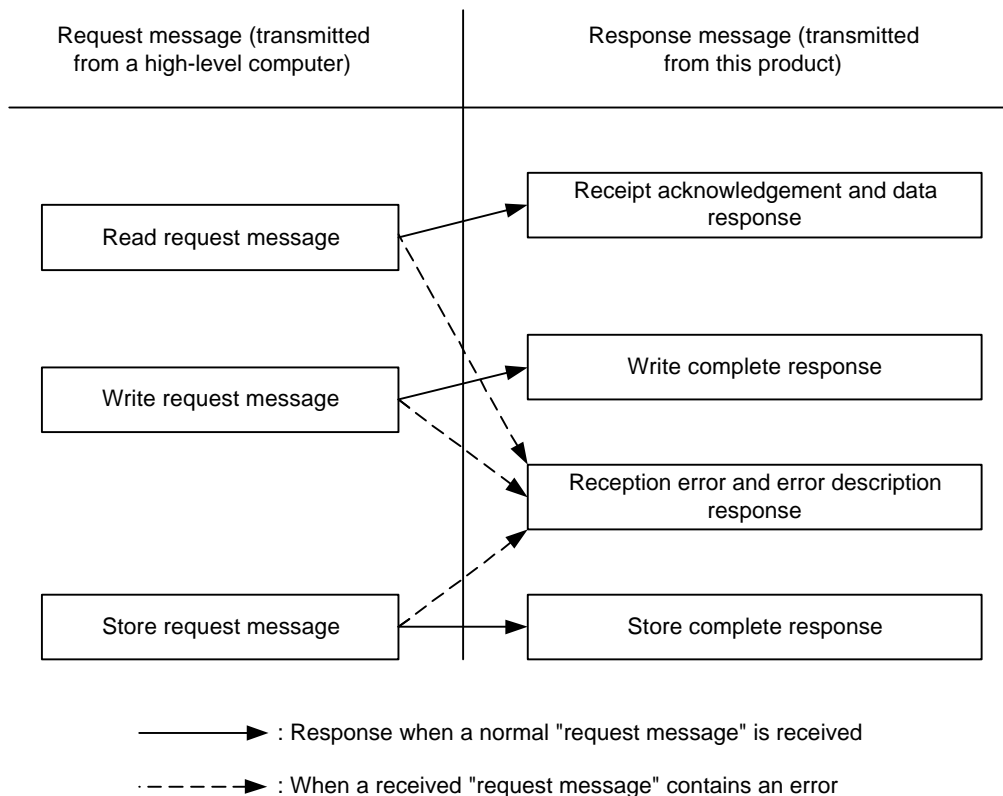 Request message (transmitted
from a high-level computer)
Response message (transmitted
from this product)
Receipt acknowledgement and data
response
Read request message
Write complete response
Write request message
Reception error and error description
response
Store request message
Store complete response
: Response when a normal "request message" is received
: When a received "request message" contains an error